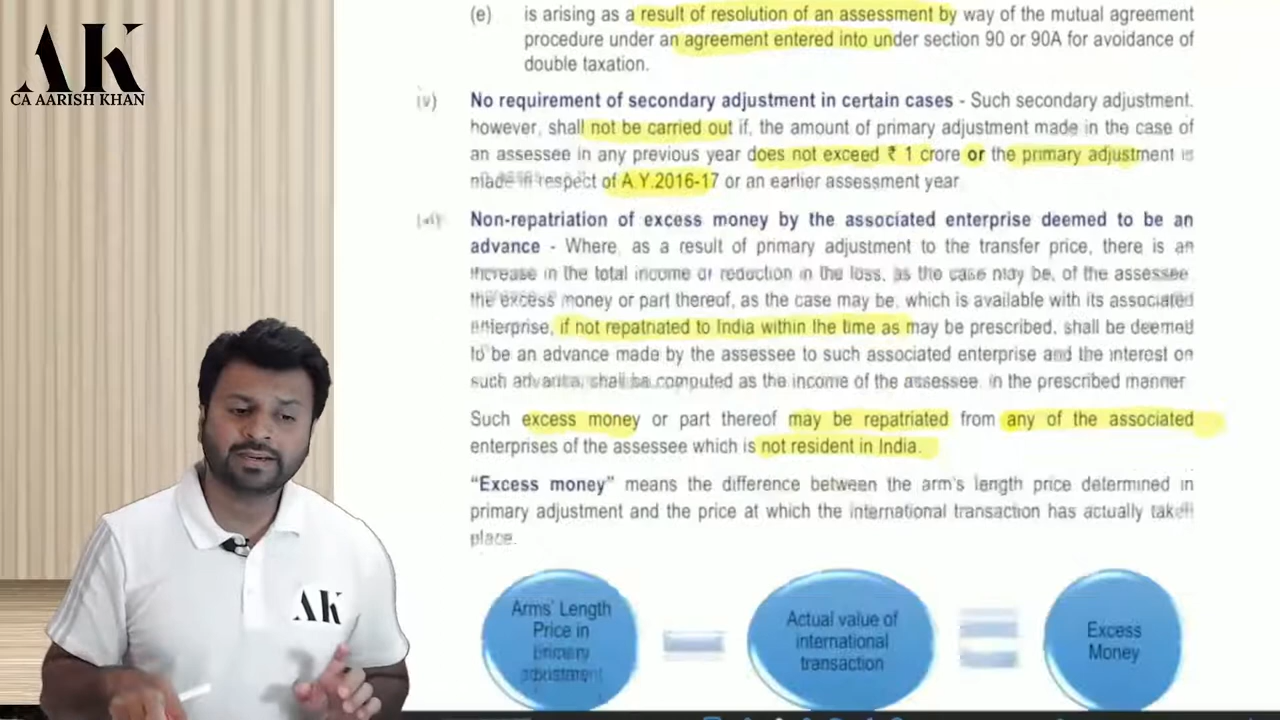 AK
CA AARISH KHAN
(e) is arising as a result of resolution of an assessment by way of the mutual agreement
procedure under an agreement entered into under section 90 or 90A for avoidance of
double taxation.
(v) No requirement of secondary adjustment in certain cases - Such secondary adjustment,
however, shall not be carried out if, the amount of primary adjustment made in the case of
an assessee in any previous year does not exceed ₹ 1 crore or the primary adjustment is
made in respect of A.Y.2016-17 or an earlier assessment year
(vi) Non-repatriation of excess money by the associated enterprise deemed to be an
advance - Where, as a result of primary adjustment to the transfer price, there is an
increase in the total income or reduction in the loss, as the case may be, of the assessee
the excess money or part thereof, as the case may be, which is available with its associated
enterprise, if not repatriated to India within the time as may be prescribed, shall be deemed
to be an advance made by the assessee to such associated enterprise and the interest on
such advance, shall be computed as the income of the assessee, in the prescribed manner
Such excess money or part thereof may be repatriated from any of the associated
enterprises of the assessee which is not resident in India.
"Excess money" means the difference between the arm's length price determined in
primary adjustment and the price at which the international transaction has actually taken
place.
Arms' Length
Price in
primary
adjustment
Actual value of
international
transaction
Excess
Money
AK